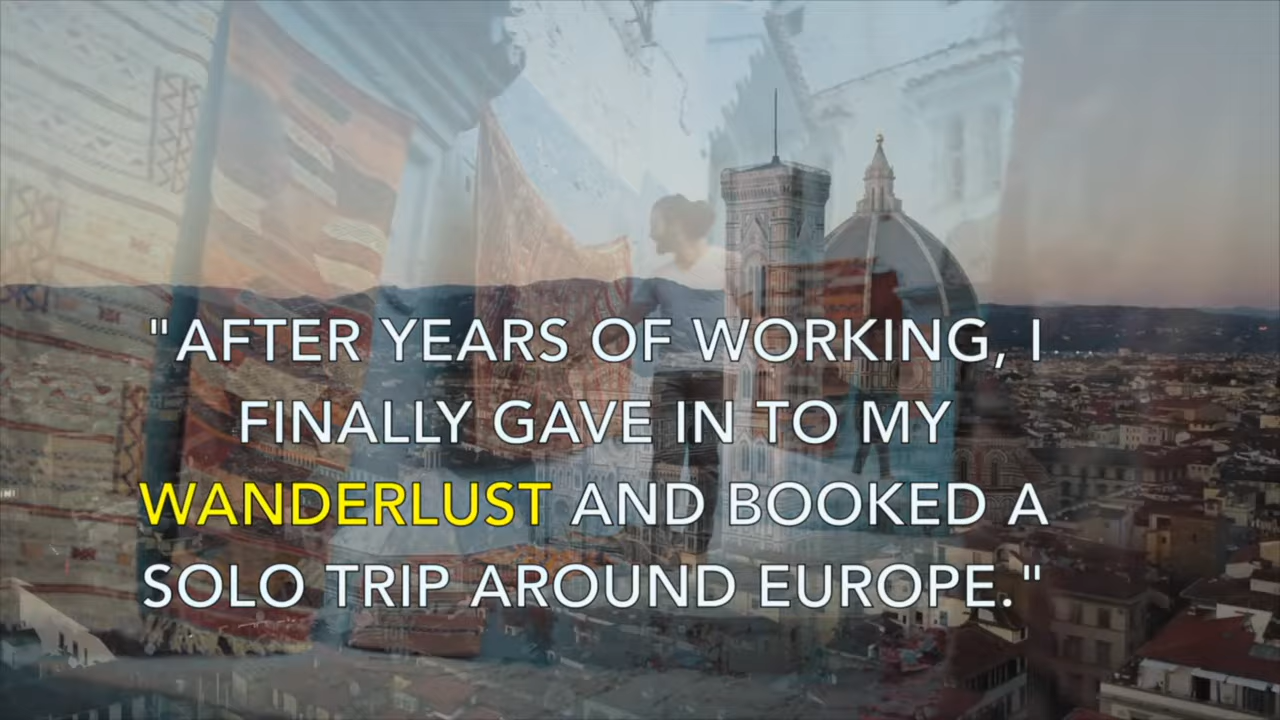 "AFTER YEARS OF WORKING, I
FINALLY GAVE IN TO MY
WANDERLUST AND BOOKED A
SOLO TRIP AROUND EUROPE."